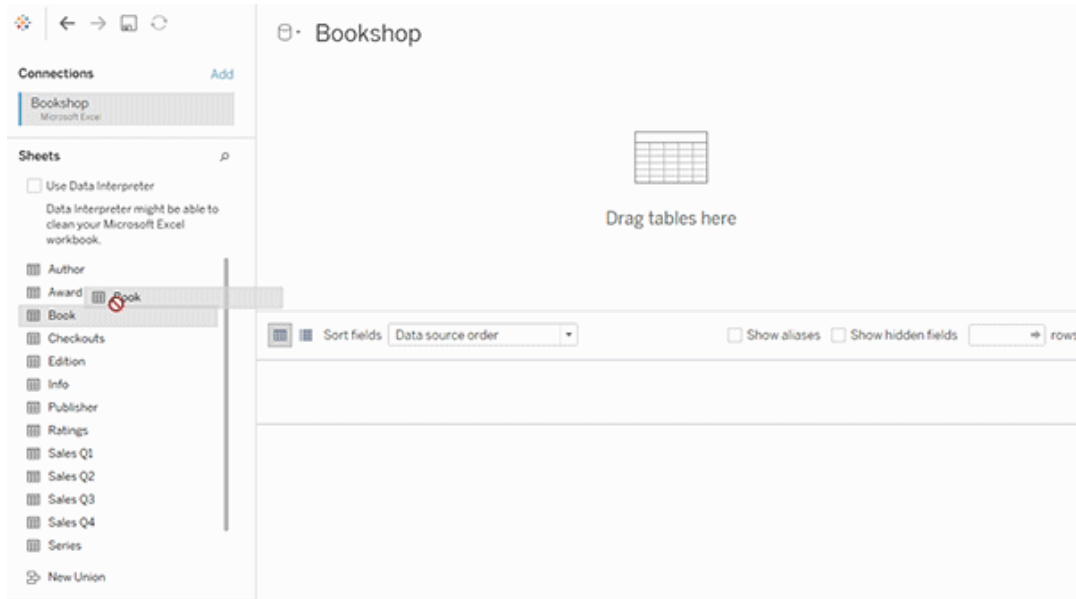 Bookshop
Connections
Add
Bookshop
Microsoft Excel
Sheets
Use Data Interpreter
Data Interpreter might be able to
clean your Microsoft Excel
workbook.
Author
Award
Book
Book
Checkouts
Edition
Info
Publisher
Ratings
Sales Q1
Sales Q2
Sales Q3
Sales Q4
Series
New Union
Drag tables here
Sort fields
Data source order
Show aliases
Show hidden fields
rows